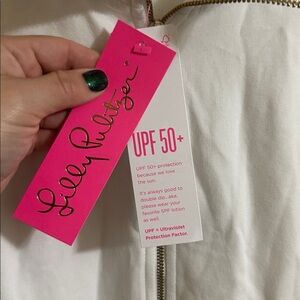 Lilly Pulitzer
UPF 50+
UPF 50+ protection
because we love
the sun.
It's always good to
double dip, aka,
please wear your
favorite SPF lotion
as well.
UPF = Ultraviolet
Protection Factor.